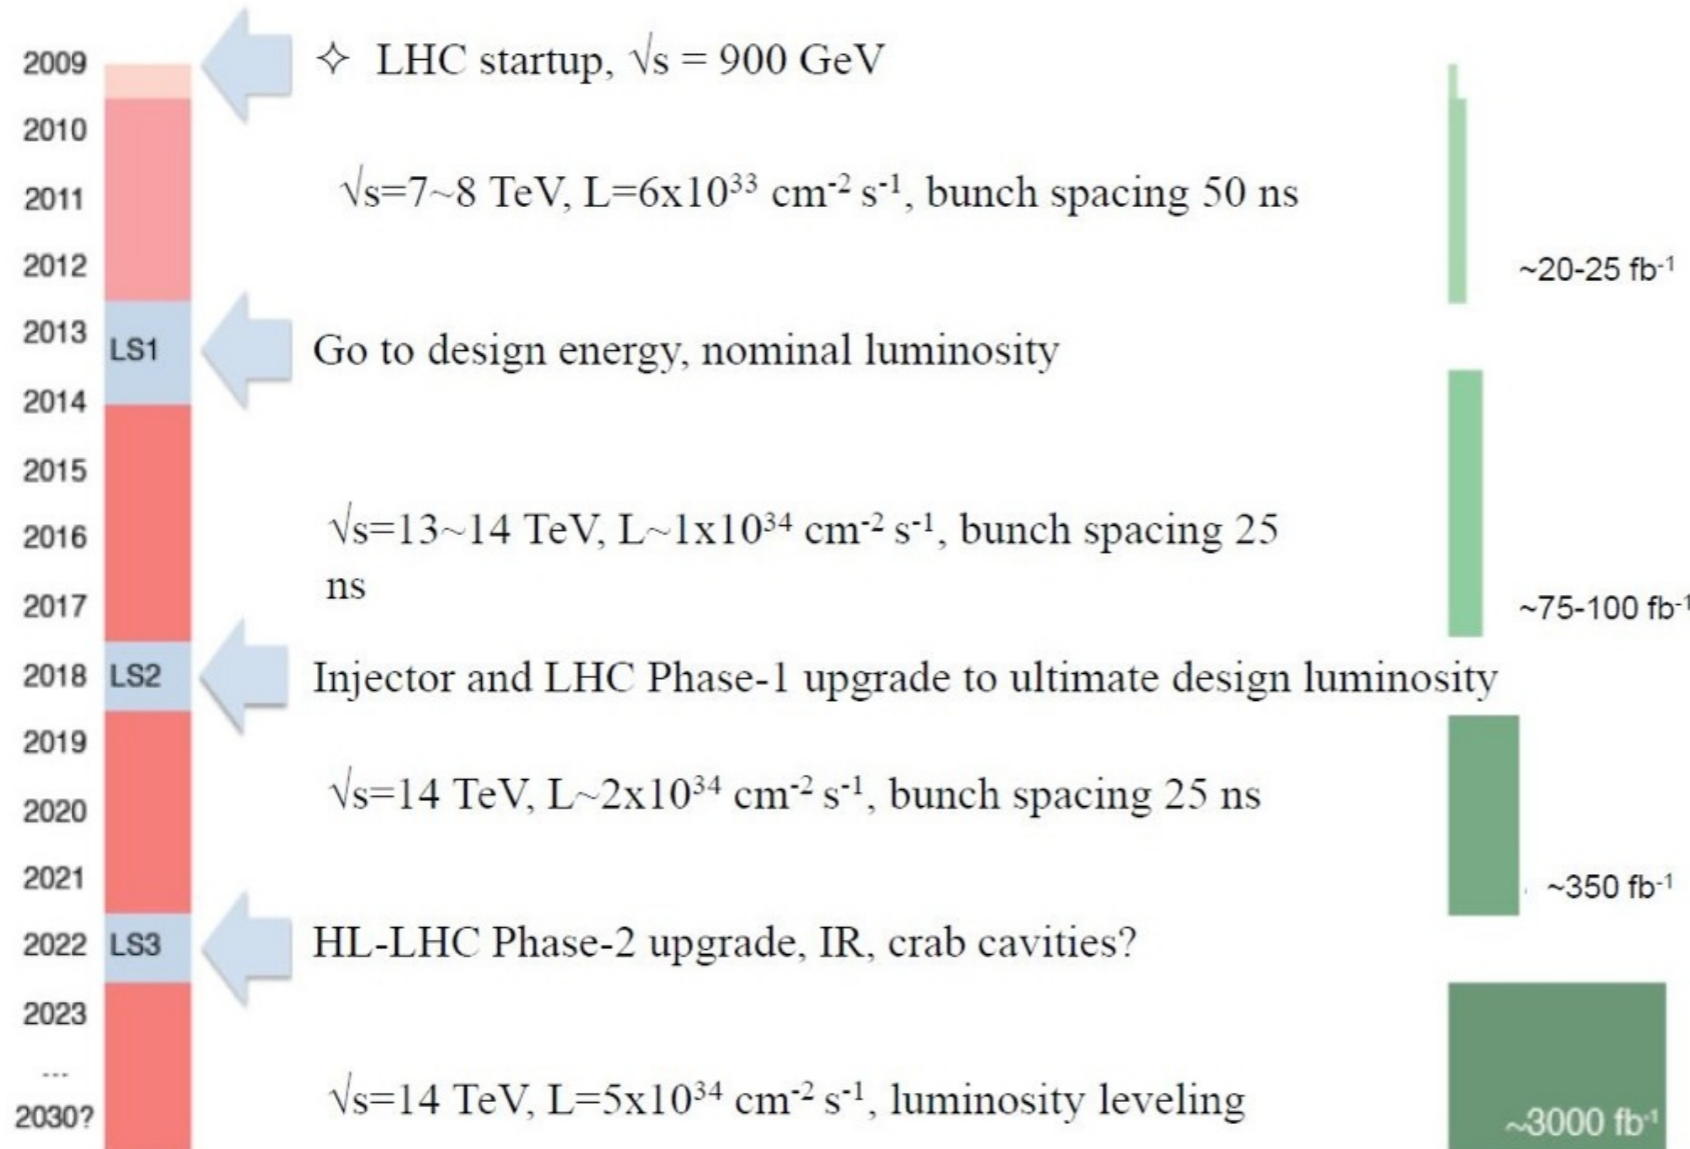 2009
✧ LHC startup, √s = 900 GeV
2010
2011
√s=7~8 TeV, L=6x10³³ cm⁻² s⁻¹, bunch spacing 50 ns
2012
~20-25 fb⁻¹
2013
LS1
Go to design energy, nominal luminosity
2014
2015
2016
√s=13~14 TeV, L~1x10³⁴ cm⁻² s⁻¹, bunch spacing 25
ns
2017
~75-100 fb⁻¹
2018
LS2
Injector and LHC Phase-1 upgrade to ultimate design luminosity
2019
2020
√s=14 TeV, L~2x10³⁴ cm⁻² s⁻¹, bunch spacing 25 ns
2021
~350 fb⁻¹
2022
LS3
HL-LHC Phase-2 upgrade, IR, crab cavities?
2023
...
2030?
√s=14 TeV, L=5x10³⁴ cm⁻² s⁻¹, luminosity leveling
~3000 fb⁻¹